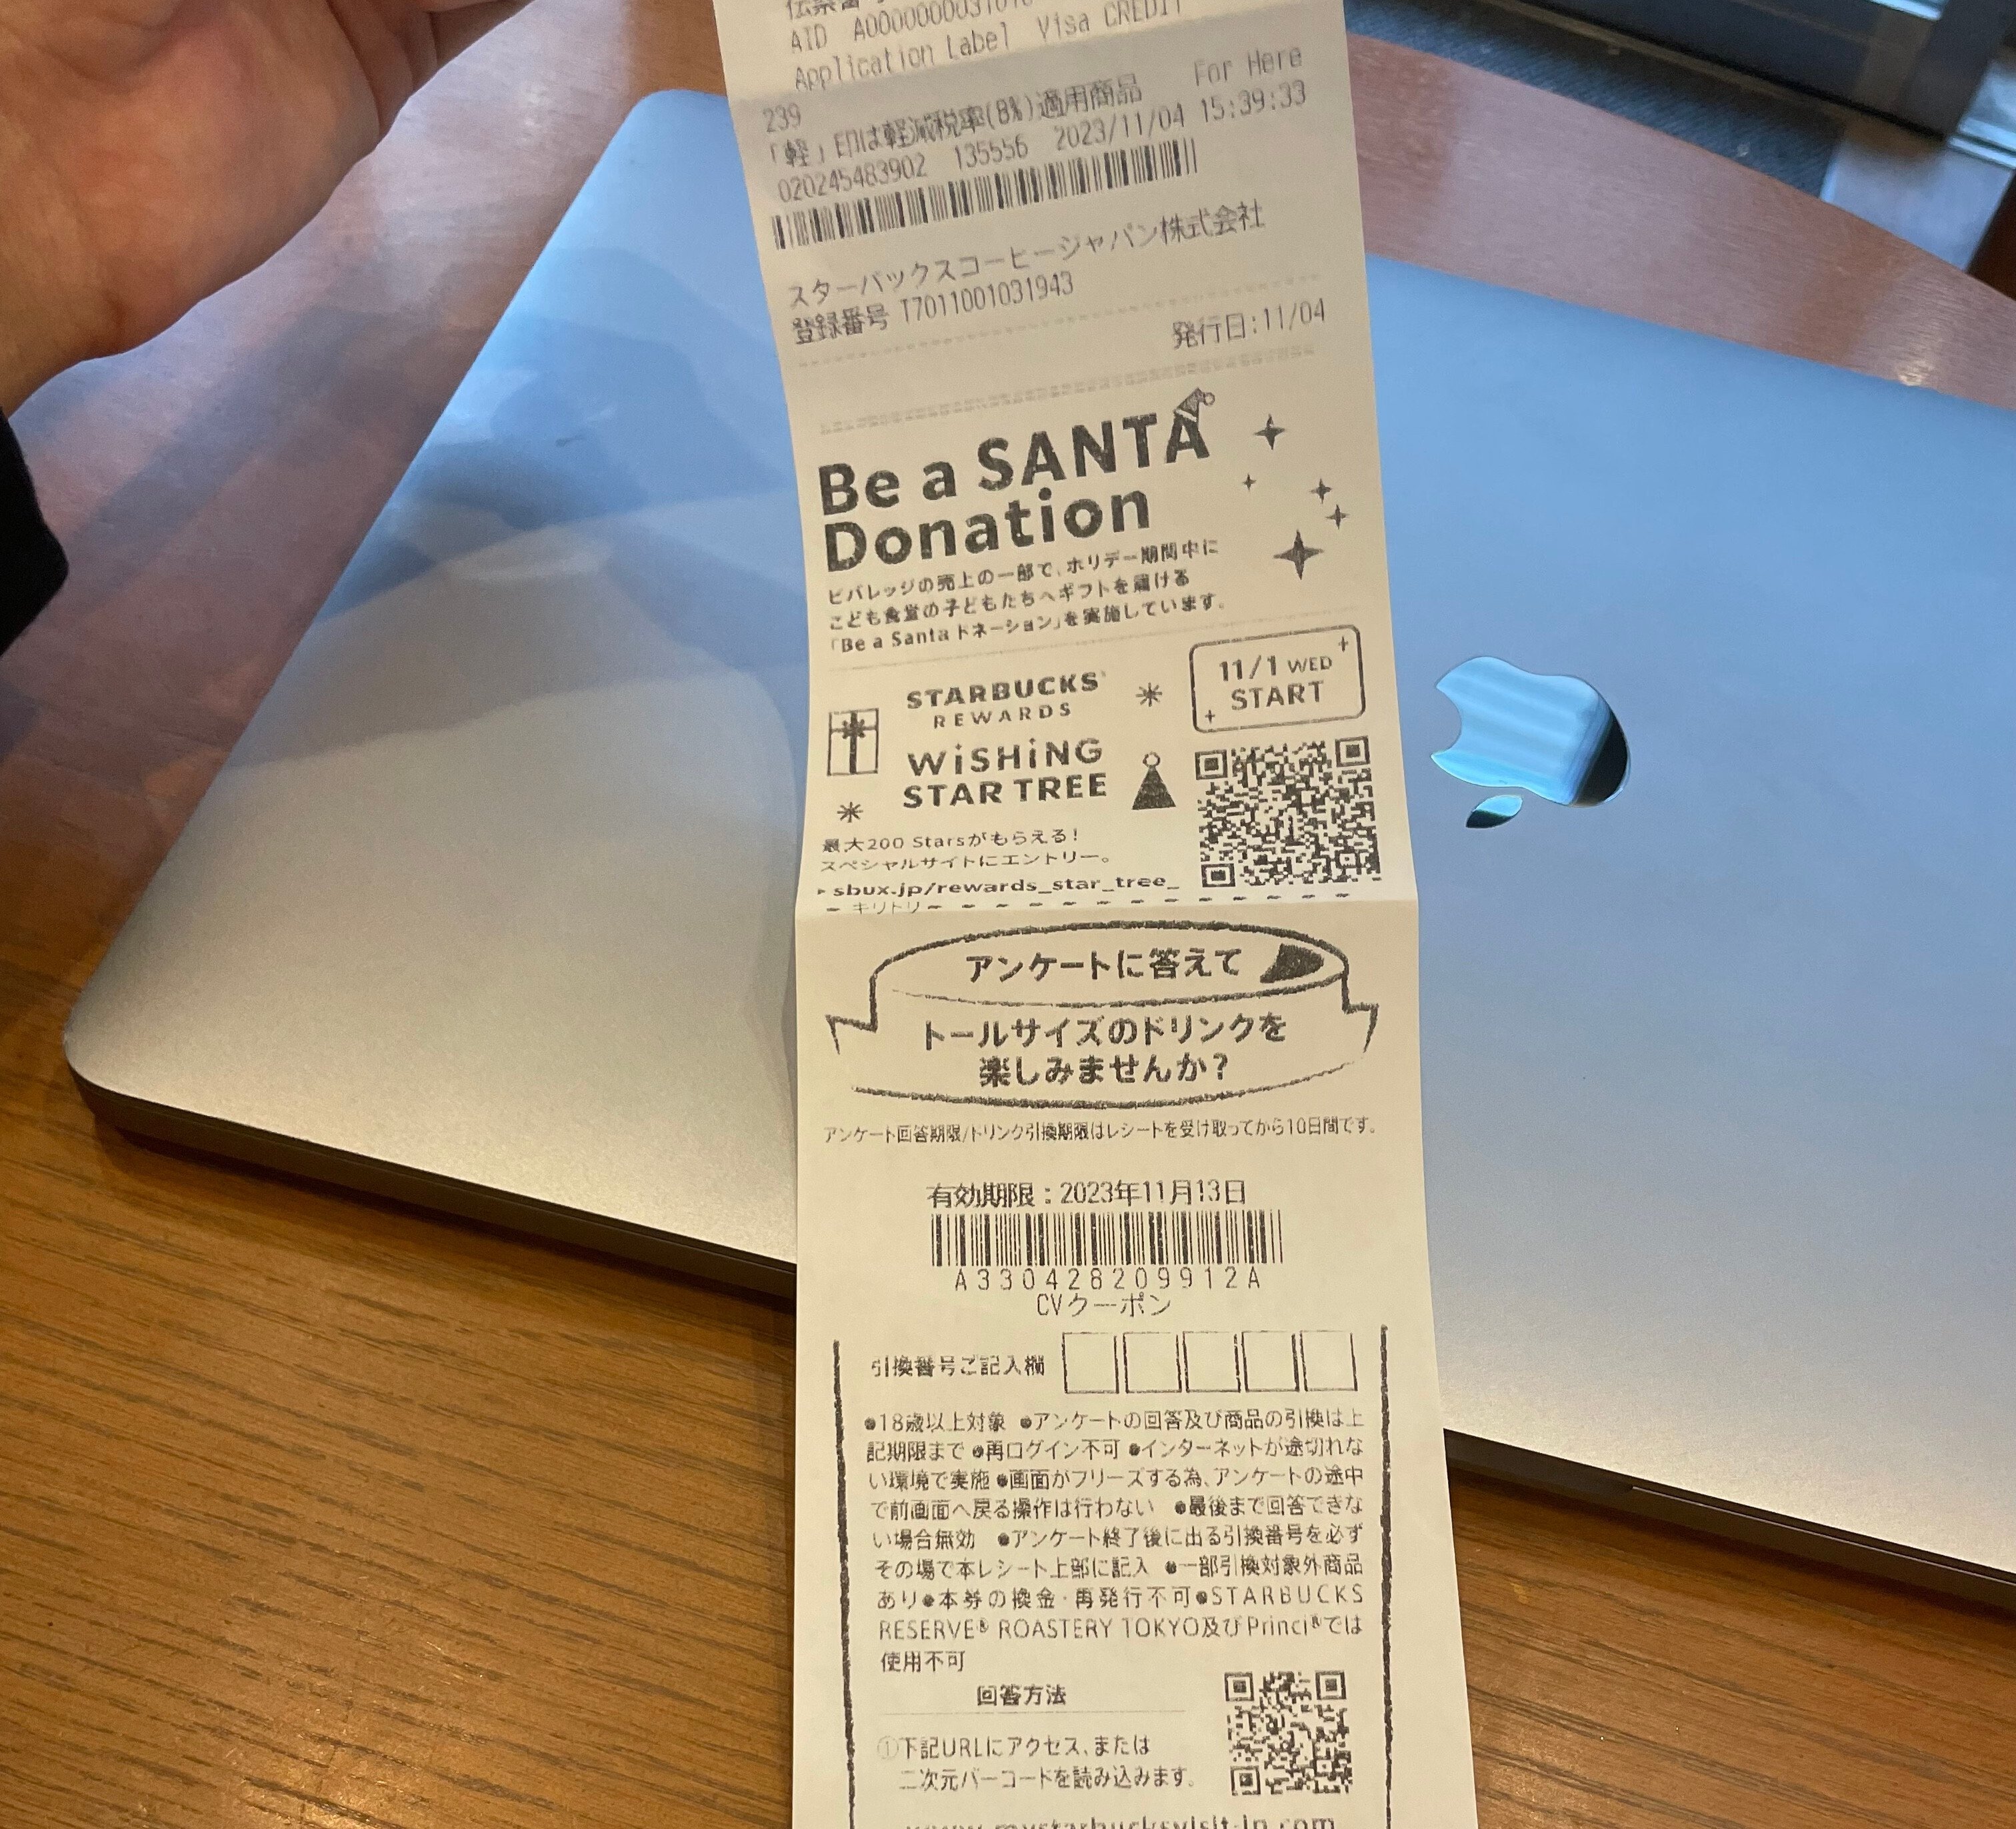 AID A0000000031010
Application Label Visa CREDIT
239 For Here
「軽」印は軽減税率(8%)適用商品
020245483902 135556 2023/11/04 15:39:33
スターバックスコーヒージャパン株式会社
登録番号 T7011001031943
発行日:11/04
Be a SANTA
Donation
ビバレッジの売上の一部で、ホリデー期間中に
こども食堂の子どもたちへギフトを届ける
「Be a Santa ドネーション」を実施しています。
STARBUCKS®
REWARDS
WiSHiNG
STAR TREE
11/1 WED
START
最大200 Starsがもらえる!
スペシャルサイトにエントリー。
sbux.jp/rewards_star_tree_
キリトリ
アンケートに答えて
トールサイズのドリンクを
楽しみませんか?
アンケート回答期限/ドリンク引換期限はレシートを受け取ってから10日間です。
有効期限:2023年11月13日
A330428209912A
CVクーポン
引換番号ご記入欄
●18歳以上対象 ●アンケートの回答及び商品の引換は上
記期限まで ●再ログイン不可 ●インターネットが途切れな
い環境で実施 ●画面がフリーズする為、アンケートの途中
で前画面へ戻る操作は行わない ●最後まで回答できな
い場合無効 ●アンケート終了後に出る引換番号を必ず
その場で本レシート上部に記入 ●一部引換対象外商品
あり●本券の換金・再発行不可●STARBUCKS
RESERVE® ROASTERY TOKYO及びPrinci®では
使用不可
回答方法
①下記URLにアクセス、または
二次元バーコードを読み込みます。
www.mystarbucksvisit-jp.com